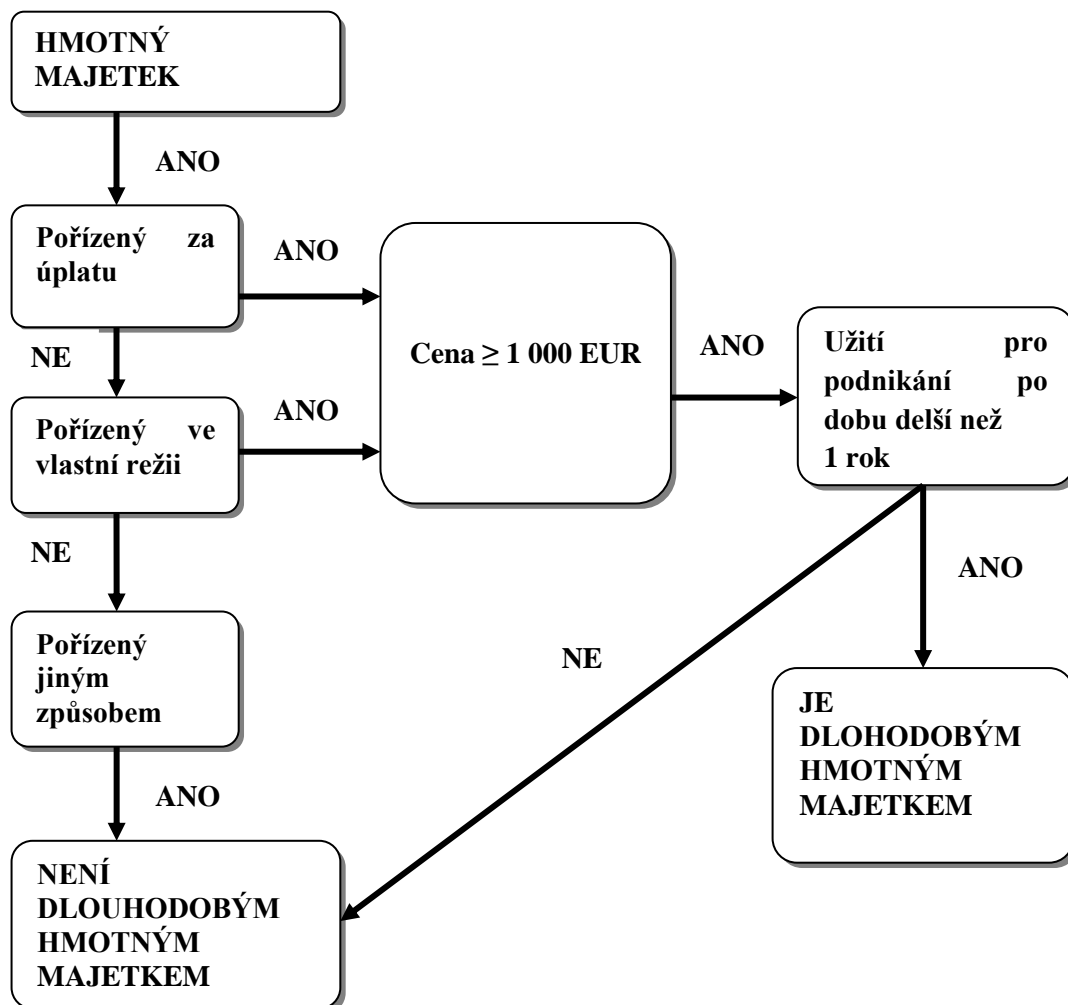 HMOTNÝ
MAJETEK
ANO
Pořízený za
úplatu
ANO
NE
Pořízený ve
vlastní režii
ANO
NE
Pořízený
jiným
způsobem
ANO
NENÍ
DLOUHODOBÝM
HMOTNÝM
MAJETKEM
Cena ≥ 1 000 EUR
ANO
Užití pro
podnikání po
dobu delší než
1 rok
NE
ANO
JE
DLOHODOBÝM
HMOTNÝM
MAJETKEM